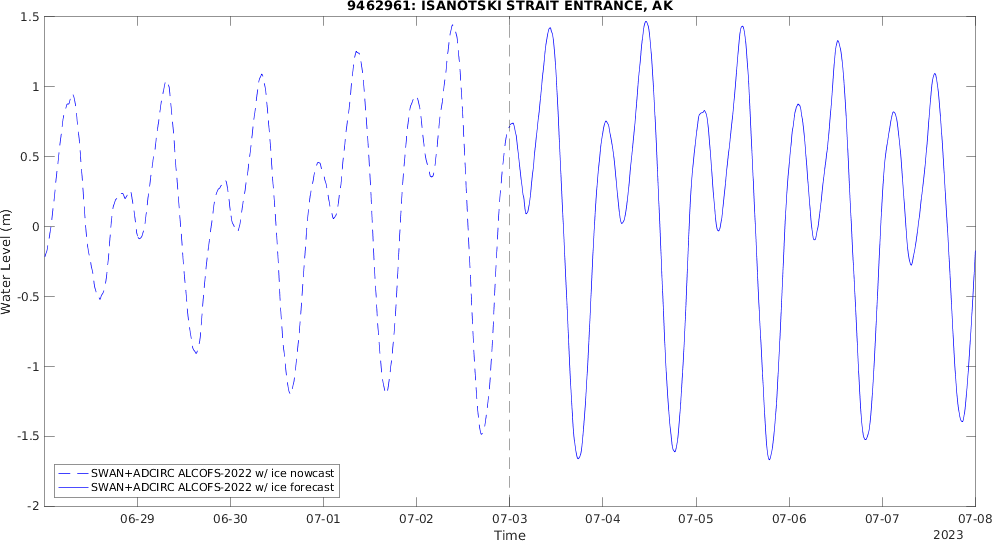 9462961: ISANOTSKI STRAIT ENTRANCE, AK
1.5
1
0.5
0
-0.5
-1
-1.5
-2
Water Level (m)
SWAN+ADCIRC ALCOFS-2022 w/ ice nowcast
SWAN+ADCIRC ALCOFS-2022 w/ ice forecast
06-29 06-30 07-01 07-02 07-03 07-04 07-05 07-06 07-07 07-08
Time
2023